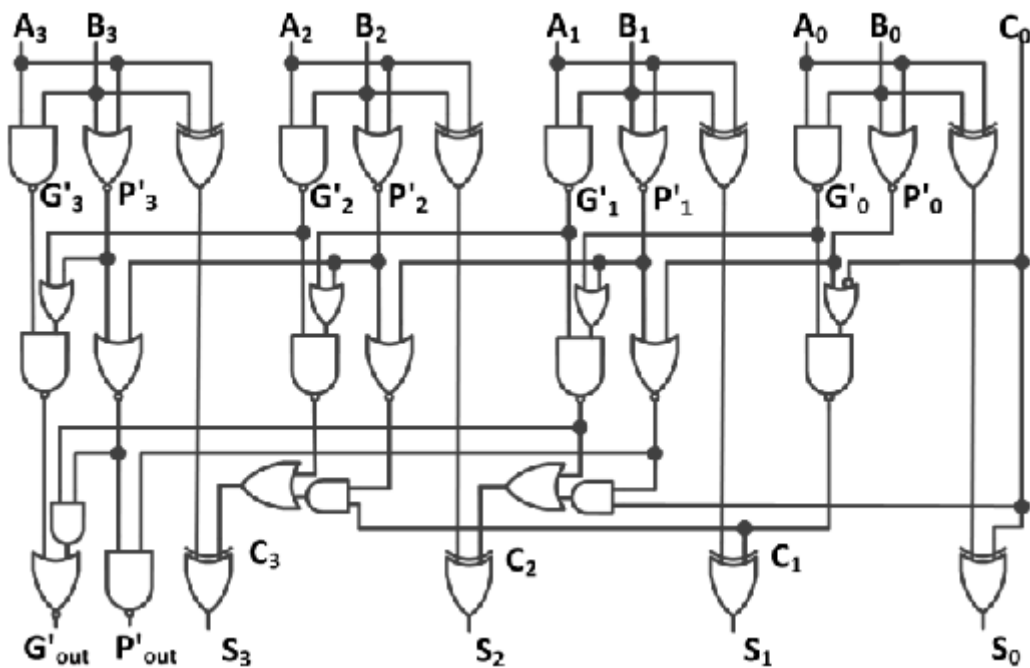 A₃ B₃ A₂ B₂ A₁ B₁ A₀ B₀ C₀
G'₃ P'₃ G'₂ P'₂ G'₁ P'₁ G'₀ P'₀
C₃ C₂ C₁
G'out P'out S₃ S₂ S₁ S₀